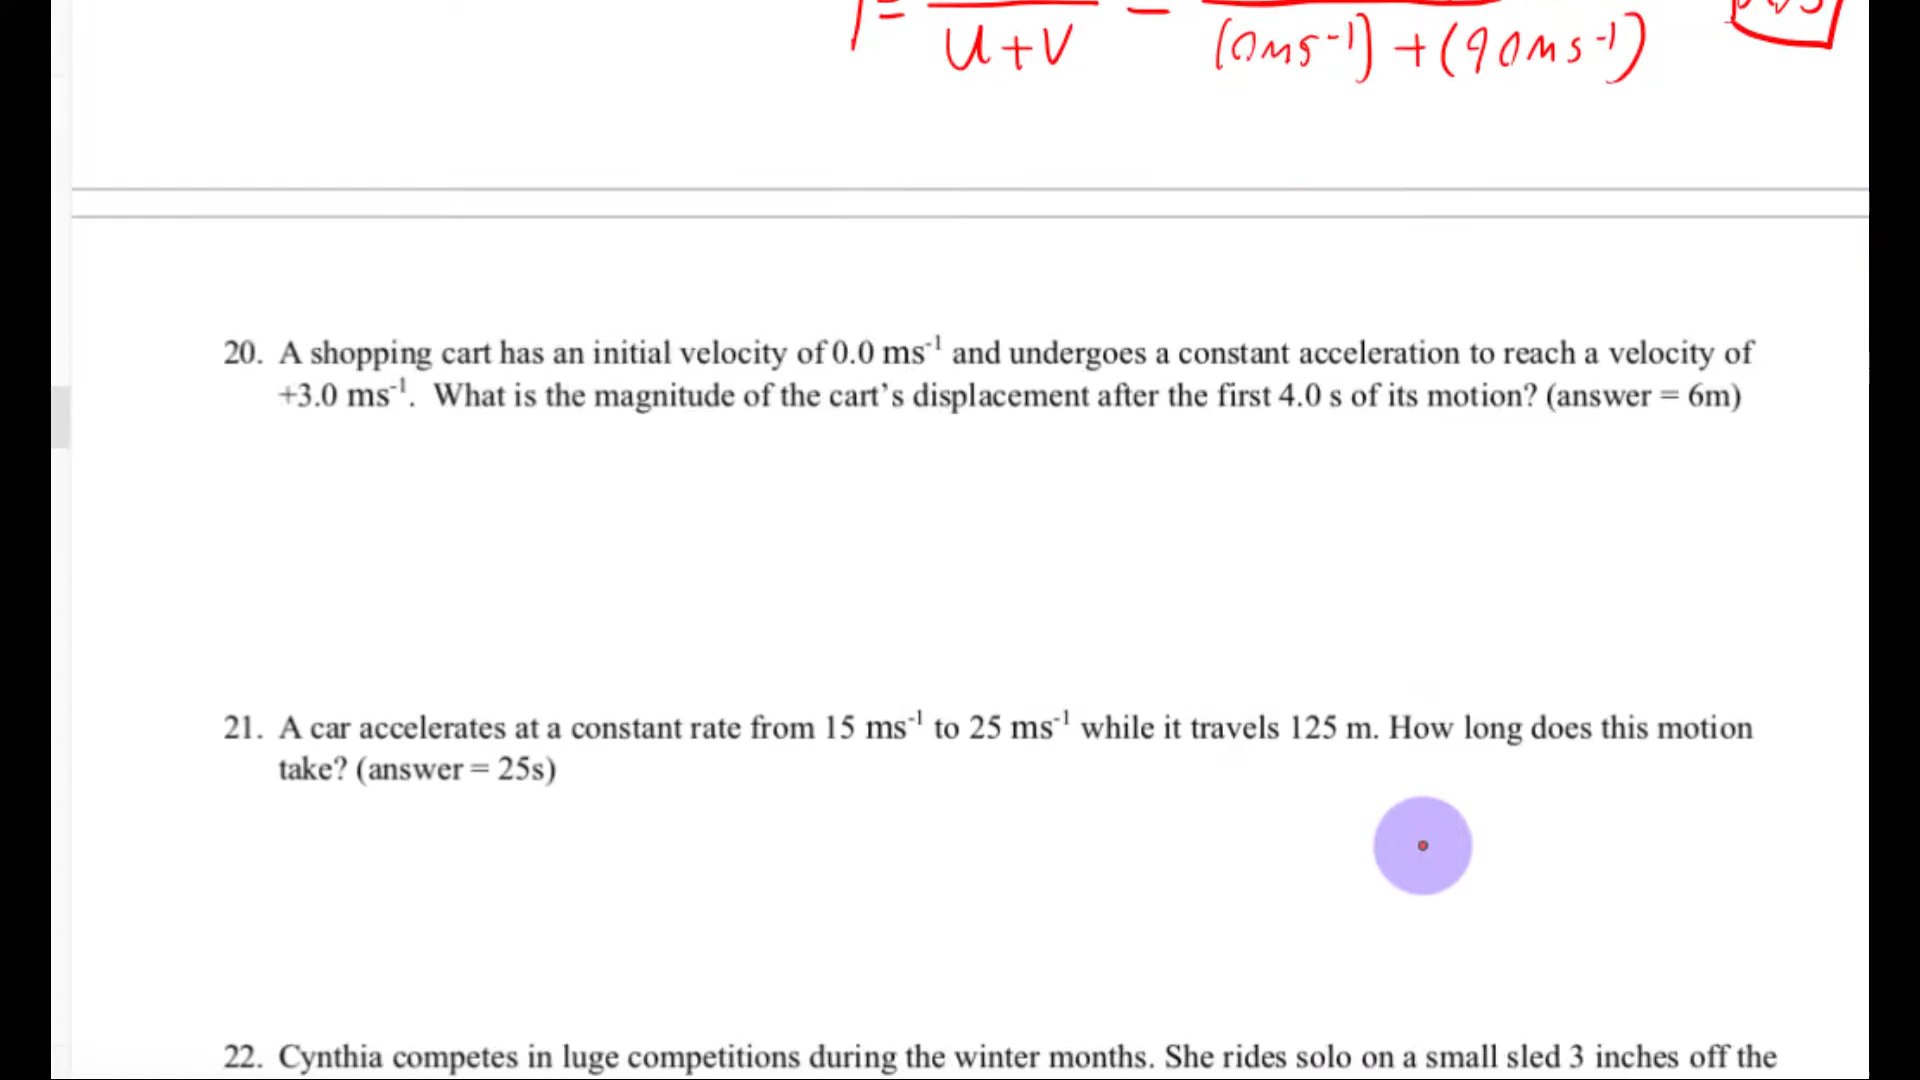 u+v (0ms⁻¹)+(90ms⁻¹)
20. A shopping cart has an initial velocity of 0.0 ms⁻¹ and undergoes a constant acceleration to reach a velocity of
+3.0 ms⁻¹. What is the magnitude of the cart’s displacement after the first 4.0 s of its motion? (answer = 6m)
21. A car accelerates at a constant rate from 15 ms⁻¹ to 25 ms⁻¹ while it travels 125 m. How long does this motion
take? (answer = 25s)
22. Cynthia competes in luge competitions during the winter months. She rides solo on a small sled 3 inches off the